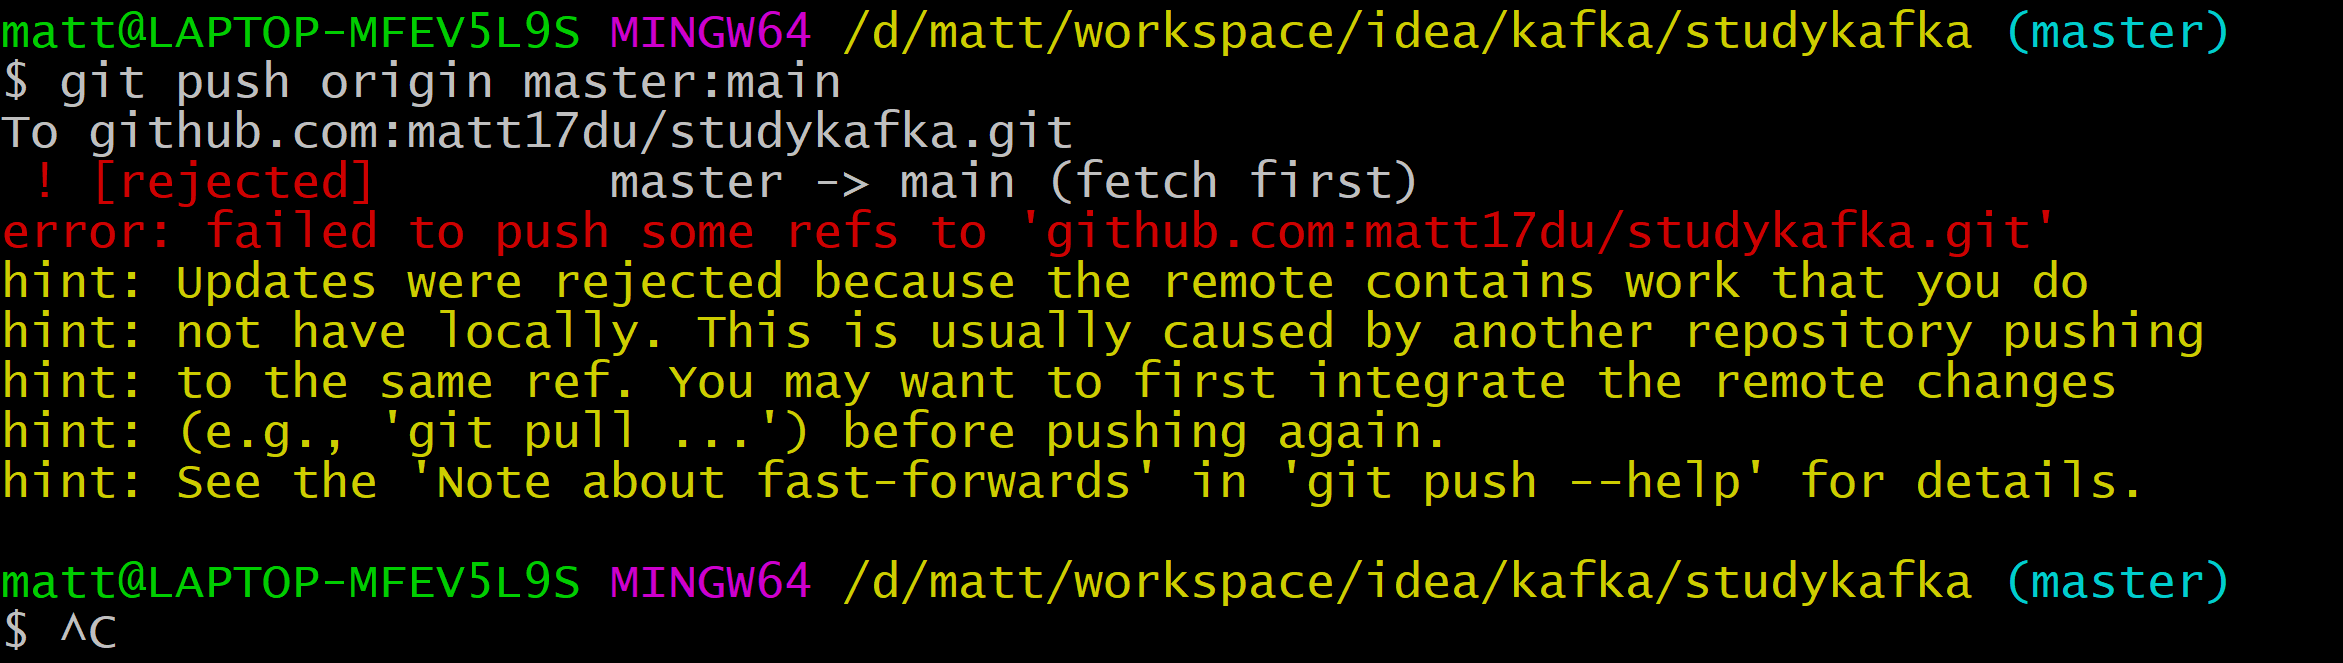 matt@LAPTOP-MFEV5L9S MINGW64 /d/matt/workspace/idea/kafka/studykafka (master)
$ git push origin master:main
To github.com:matt17du/studykafka.git
 ! [rejected]        master -> main (fetch first)
error: failed to push some refs to 'github.com:matt17du/studykafka.git'
hint: Updates were rejected because the remote contains work that you do
hint: not have locally. This is usually caused by another repository pushing
hint: to the same ref. You may want to first integrate the remote changes
hint: (e.g., 'git pull ...') before pushing again.
hint: See the 'Note about fast-forwards' in 'git push --help' for details.
matt@LAPTOP-MFEV5L9S MINGW64 /d/matt/workspace/idea/kafka/studykafka (master)
$ ^C